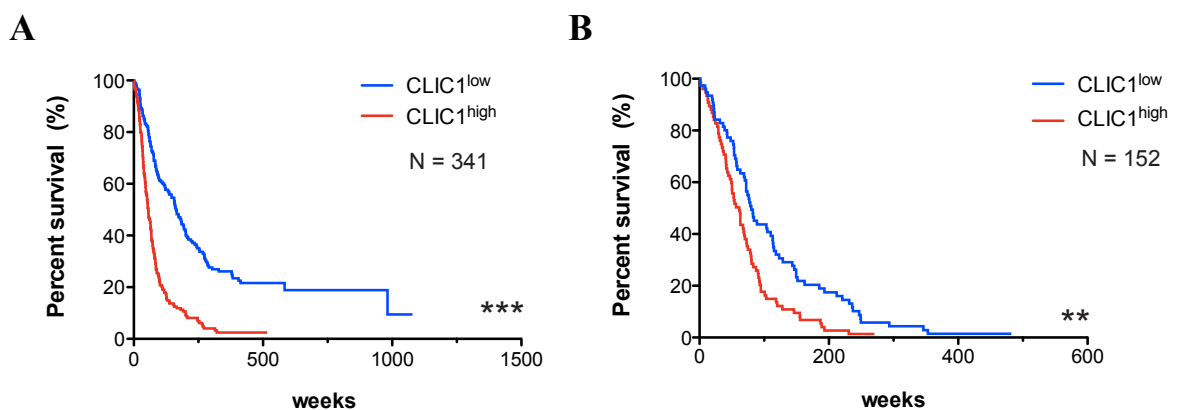 A
Percent survival (%)
100
80
60
40
20
0
0
500
1000
1500
weeks
CLIC1low
CLIC1high
N = 341
***
B
Percent survival (%)
100
80
60
40
20
0
0
200
400
600
weeks
CLIC1low
CLIC1high
N = 152
**